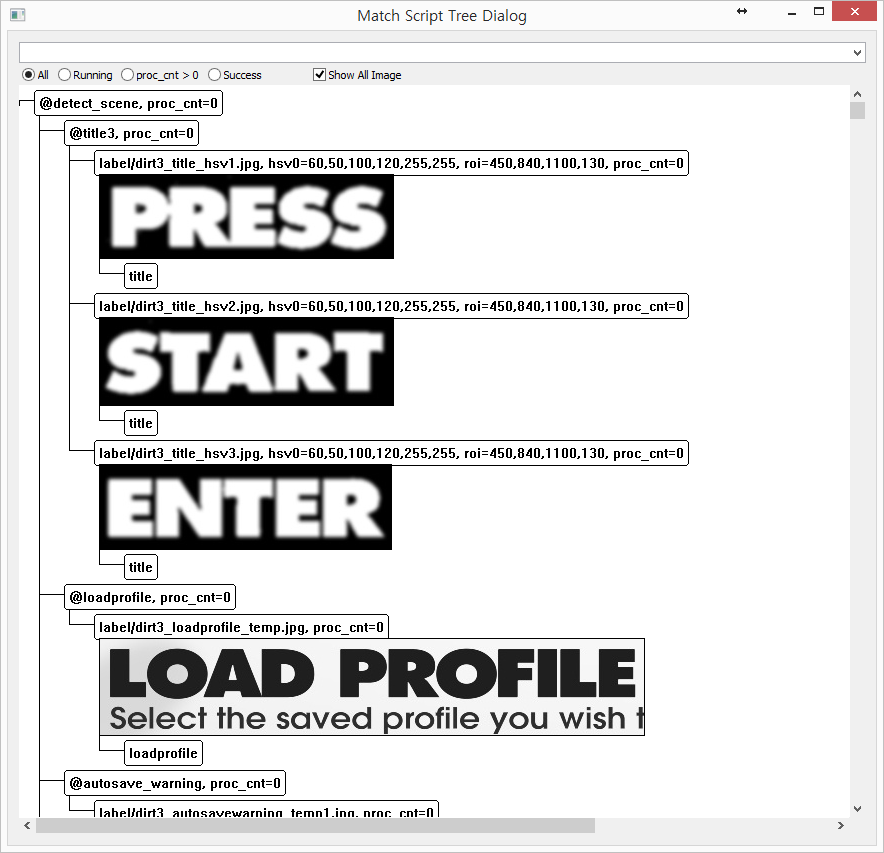 Match Script Tree Dialog
All Running proc_cnt > 0 Success Show All Image
@detect_scene, proc_cnt=0
@title3, proc_cnt=0
label/dirt3_title_hsv1.jpg, hsv0=60,50,100,120,255,255, roi=450,840,1100,130, proc_cnt=0
PRESS
title
label/dirt3_title_hsv2.jpg, hsv0=60,50,100,120,255,255, roi=450,840,1100,130, proc_cnt=0
START
title
label/dirt3_title_hsv3.jpg, hsv0=60,50,100,120,255,255, roi=450,840,1100,130, proc_cnt=0
ENTER
title
@loadprofile, proc_cnt=0
label/dirt3_loadprofile_temp.jpg, proc_cnt=0
LOAD PROFILE
Select the saved profile you wish t
loadprofile
@autosave_warning, proc_cnt=0
label/dirt3_autosavewarning_temp1.jpg, proc_cnt=0